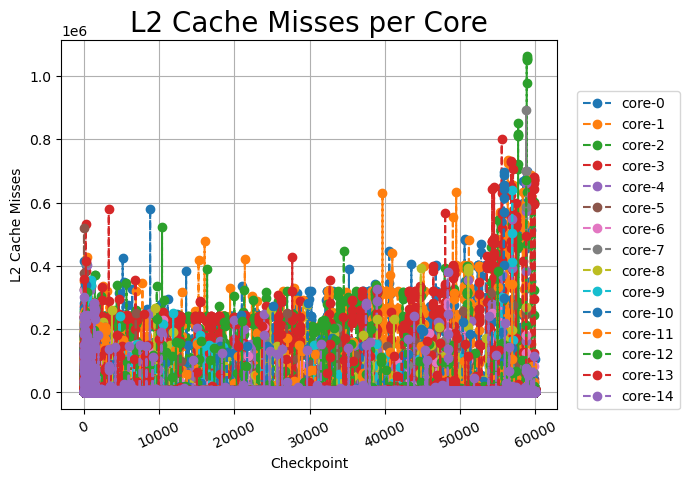 L2 Cache Misses per Core
1e6
1.0
0.8
0.6
0.4
0.2
0.0
L2 Cache Misses
0
10000
20000
30000
40000
50000
60000
Checkpoint
core-0
core-1
core-2
core-3
core-4
core-5
core-6
core-7
core-8
core-9
core-10
core-11
core-12
core-13
core-14